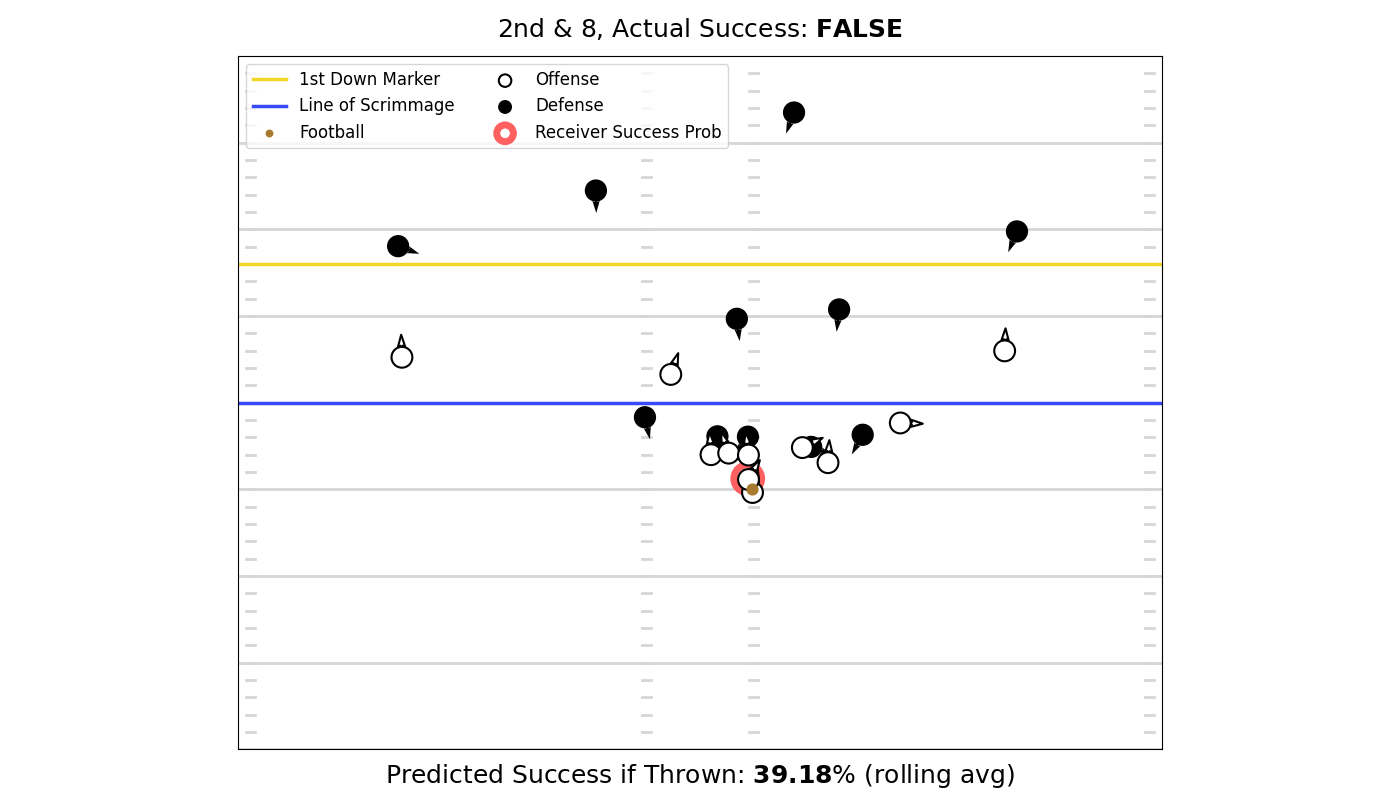 2nd & 8, Actual Success: FALSE
1st Down Marker
Line of Scrimmage
Football
Offense
Defense
Receiver Success Prob
Predicted Success if Thrown: 39.18% (rolling avg)